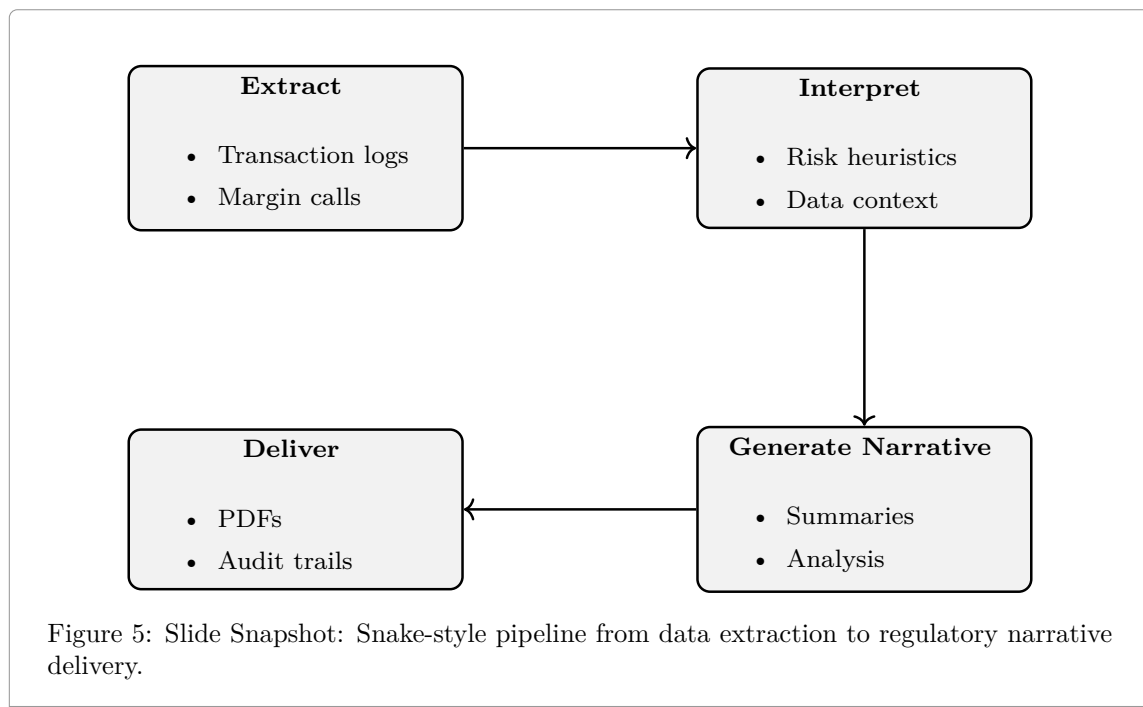 Extract
• Transaction logs
• Margin calls
Interpret
• Risk heuristics
• Data context
Deliver
• PDFs
• Audit trails
Generate Narrative
• Summaries
• Analysis
Figure 5: Slide Snapshot: Snake-style pipeline from data extraction to regulatory narrative
delivery.